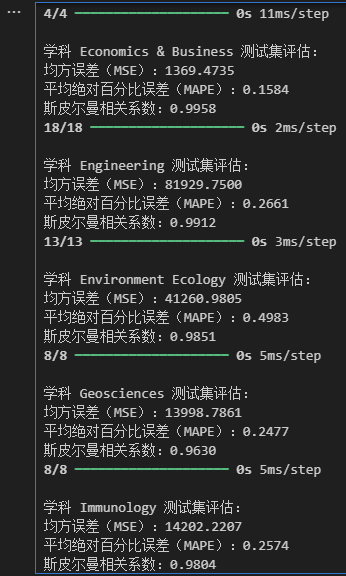 ...
4/4 ━━━━━━━━━━━━━━━━━━━━ 0s 11ms/step
学科 Economics & Business 测试集评估:
均方误差（MSE）: 1369.4735
平均绝对百分比误差（MAPE）: 0.1584
斯皮尔曼相关系数: 0.9958
18/18 ━━━━━━━━━━━━━━━━━━━━ 0s 2ms/step
学科 Engineering 测试集评估:
均方误差（MSE）: 81929.7500
平均绝对百分比误差（MAPE）: 0.2661
斯皮尔曼相关系数: 0.9912
13/13 ━━━━━━━━━━━━━━━━━━━━ 0s 3ms/step
学科 Environment Ecology 测试集评估:
均方误差（MSE）: 41260.9805
平均绝对百分比误差（MAPE）: 0.4983
斯皮尔曼相关系数: 0.9851
8/8 ━━━━━━━━━━━━━━━━━━━━ 0s 5ms/step
学科 Geosciences 测试集评估:
均方误差（MSE）: 13998.7861
平均绝对百分比误差（MAPE）: 0.2477
斯皮尔曼相关系数: 0.9630
8/8 ━━━━━━━━━━━━━━━━━━━━ 0s 5ms/step
学科 Immunology 测试集评估:
均方误差（MSE）: 14202.2207
平均绝对百分比误差（MAPE）: 0.2574
斯皮尔曼相关系数: 0.9804